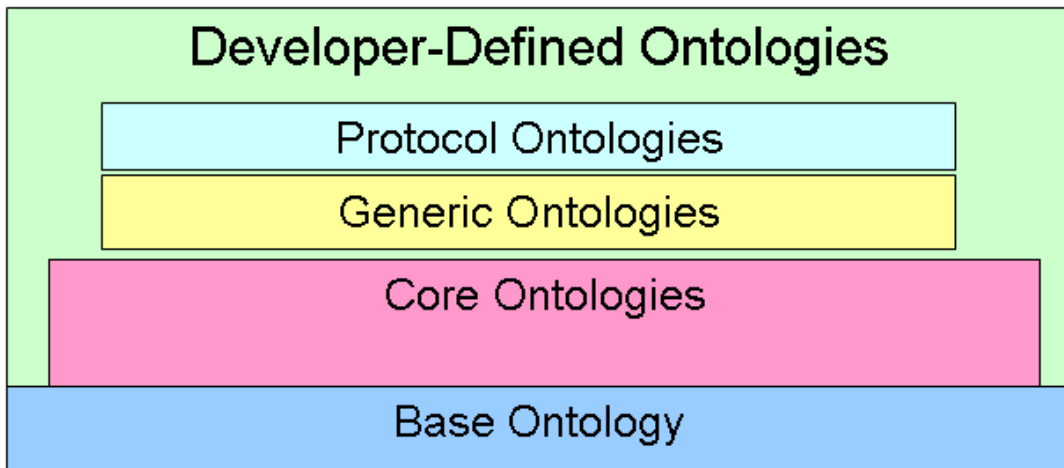 Developer-Defined Ontologies
Protocol Ontologies
Generic Ontologies
Core Ontologies
Base Ontology